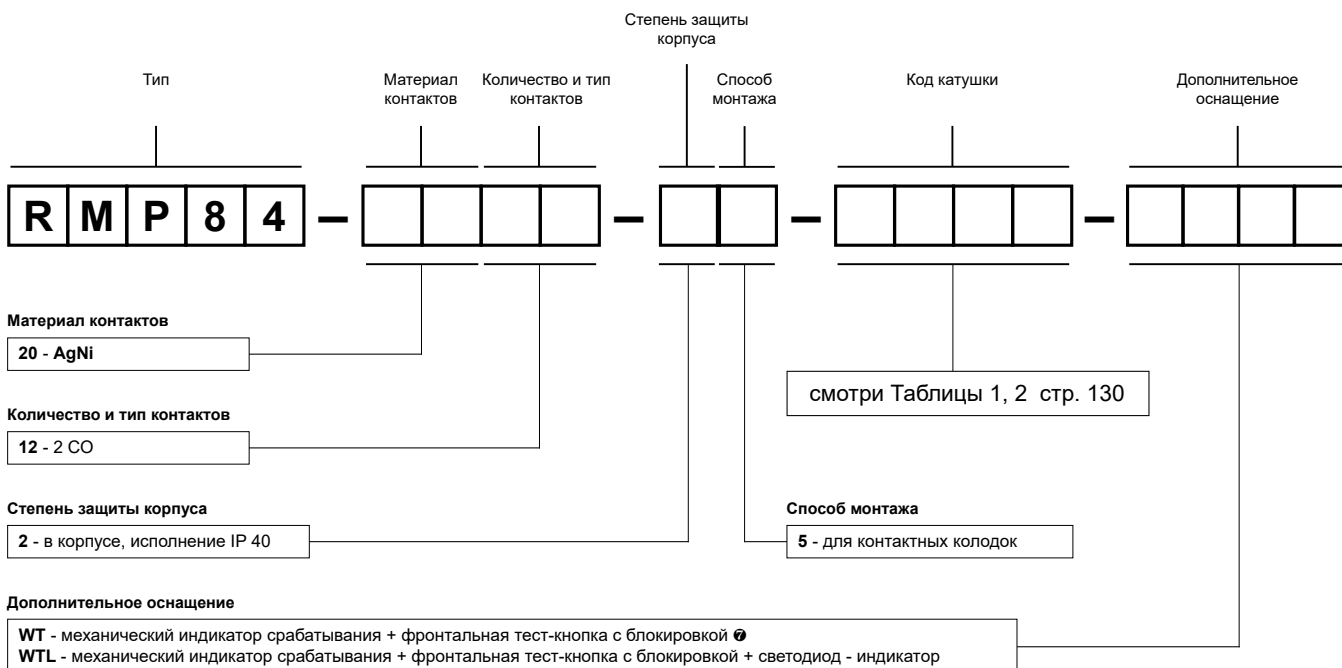 Степень защиты
корпуса
Тип
Материал
контактов
Количество и тип
контактов
Способ
монтажа
Код катушки
Дополнительное
оснащение
R M P 8 4 – – – –
Материал контактов
20 - AgNi
смотри Таблицы 1, 2 стр. 130
Количество и тип контактов
12 - 2 CO
Степень защиты корпуса
2 - в корпусе, исполнение IP 40
Способ монтажа
5 - для контактных колодок
Дополнительное оснащение
WT - механический индикатор срабатывания + фронтальная тест-кнопка с блокировкой ❼
WTL - механический индикатор срабатывания + фронтальная тест-кнопка с блокировкой + светодиод - индикатор